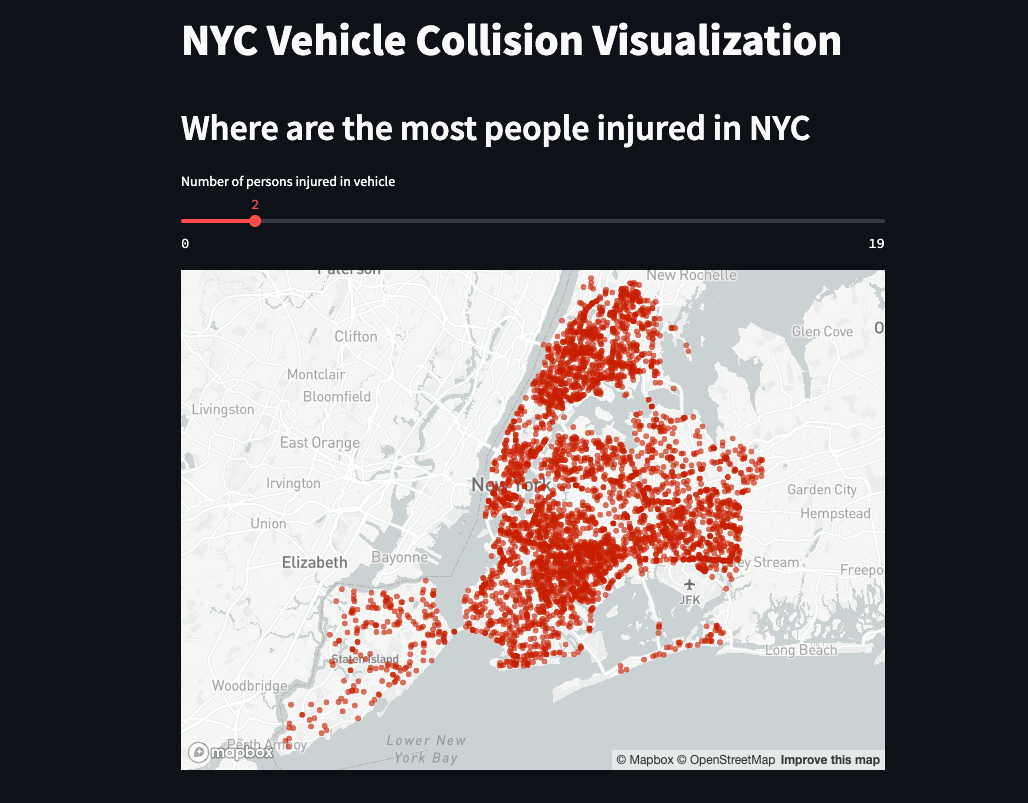 NYC Vehicle Collision Visualization
Where are the most people injured in NYC
Number of persons injured in vehicle
2
0
19
Paterson
New Rochelle
Clifton
Glen Cove
Montclair
Bloomfield
Livingston
East Orange
Irvington
New York
Garden City
Hempstead
Union
Elizabeth
Bayonne
ey Stream
Freepo
JFK
Staten Island
Long Beach
Woodbridge
Perth Amboy
Lower New
York Bay
mapbox
© Mapbox © OpenStreetMap Improve this map